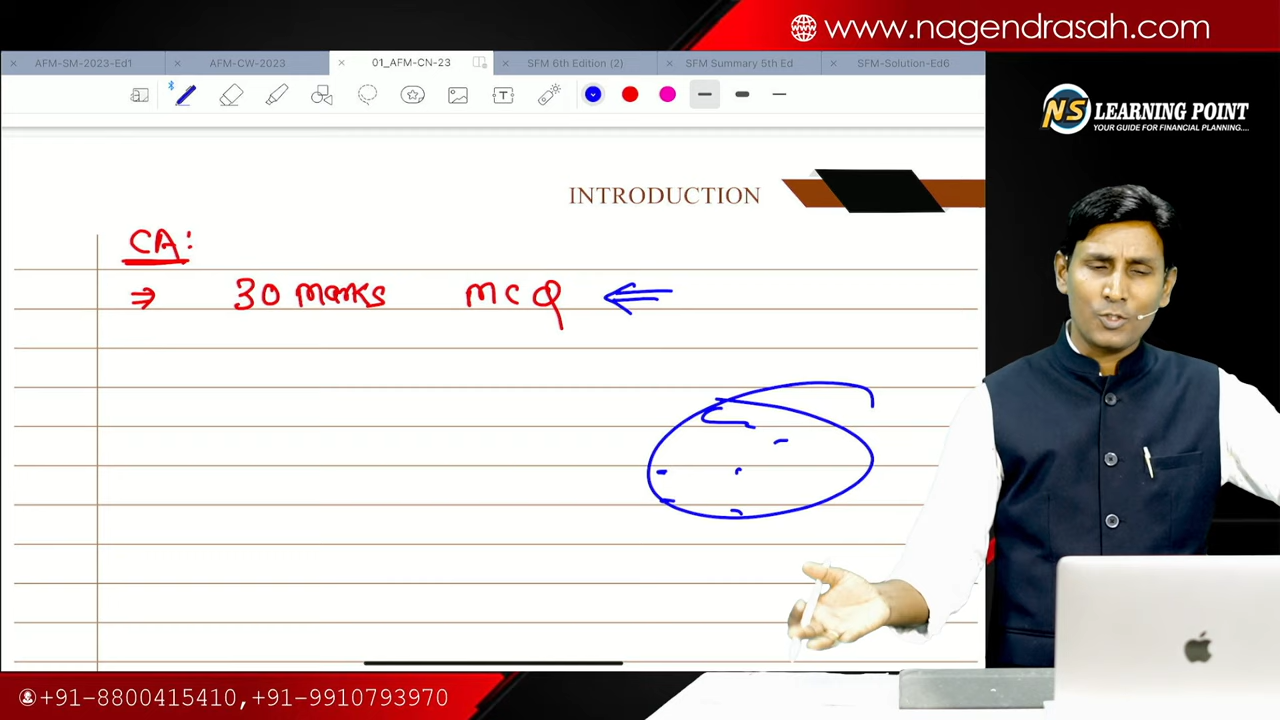 www.nagendrasah.com
AFM-SM-2023-Ed1
AFM-CW-2023
01_AFM-CN-23
SFM 6th Edition (2)
SFM Summary 5th Ed
SFM-Solution-Ed6
T
NS LEARNING POINT
YOUR GUIDE FOR FINANCIAL PLANNING....
INTRODUCTION
CA:
⇒ 30 marks MCQ ⇐
+91-8800415410,+91-9910793970